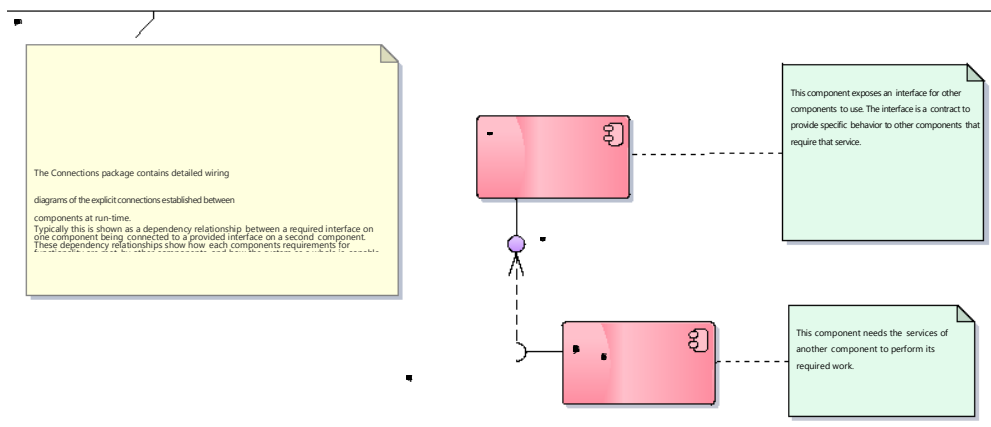 The Connections package contains detailed wiring
diagrams of the explicit connections established between
components at run-time.
Typically this is shown as a dependency relationship between a required interface on
one component being connected to a provided interface on a second component.
These dependency relationships show how each components requirements for
This component exposes an interface for other
components to use. The interface is a contract to
provide specific behavior to other components that
require that service.
This component needs the services of
another component to perform its
required work.